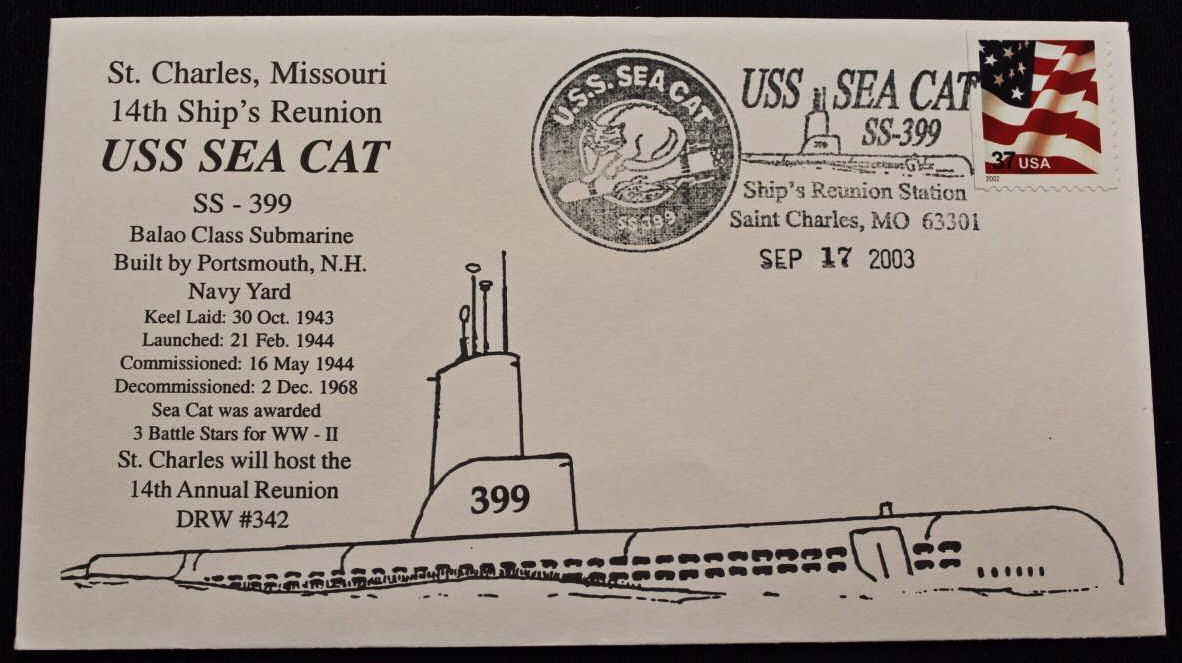 St. Charles, Missouri
14th Ship's Reunion
USS SEA CAT
SS - 399
Balao Class Submarine
Built by Portsmouth, N.H.
Navy Yard
Keel Laid: 30 Oct. 1943
Launched: 21 Feb. 1944
Commissioned: 16 May 1944
Decommissioned: 2 Dec. 1968
Sea Cat was awarded
3 Battle Stars for WW - II
St. Charles will host the
14th Annual Reunion
DRW #342
399
U.S.S. SEA CAT
SS-399
USS SEA CAT
SS-399
399
Ship's Reunion Station
Saint Charles, MO 63301
SEP 17 2003
37 USA
2002